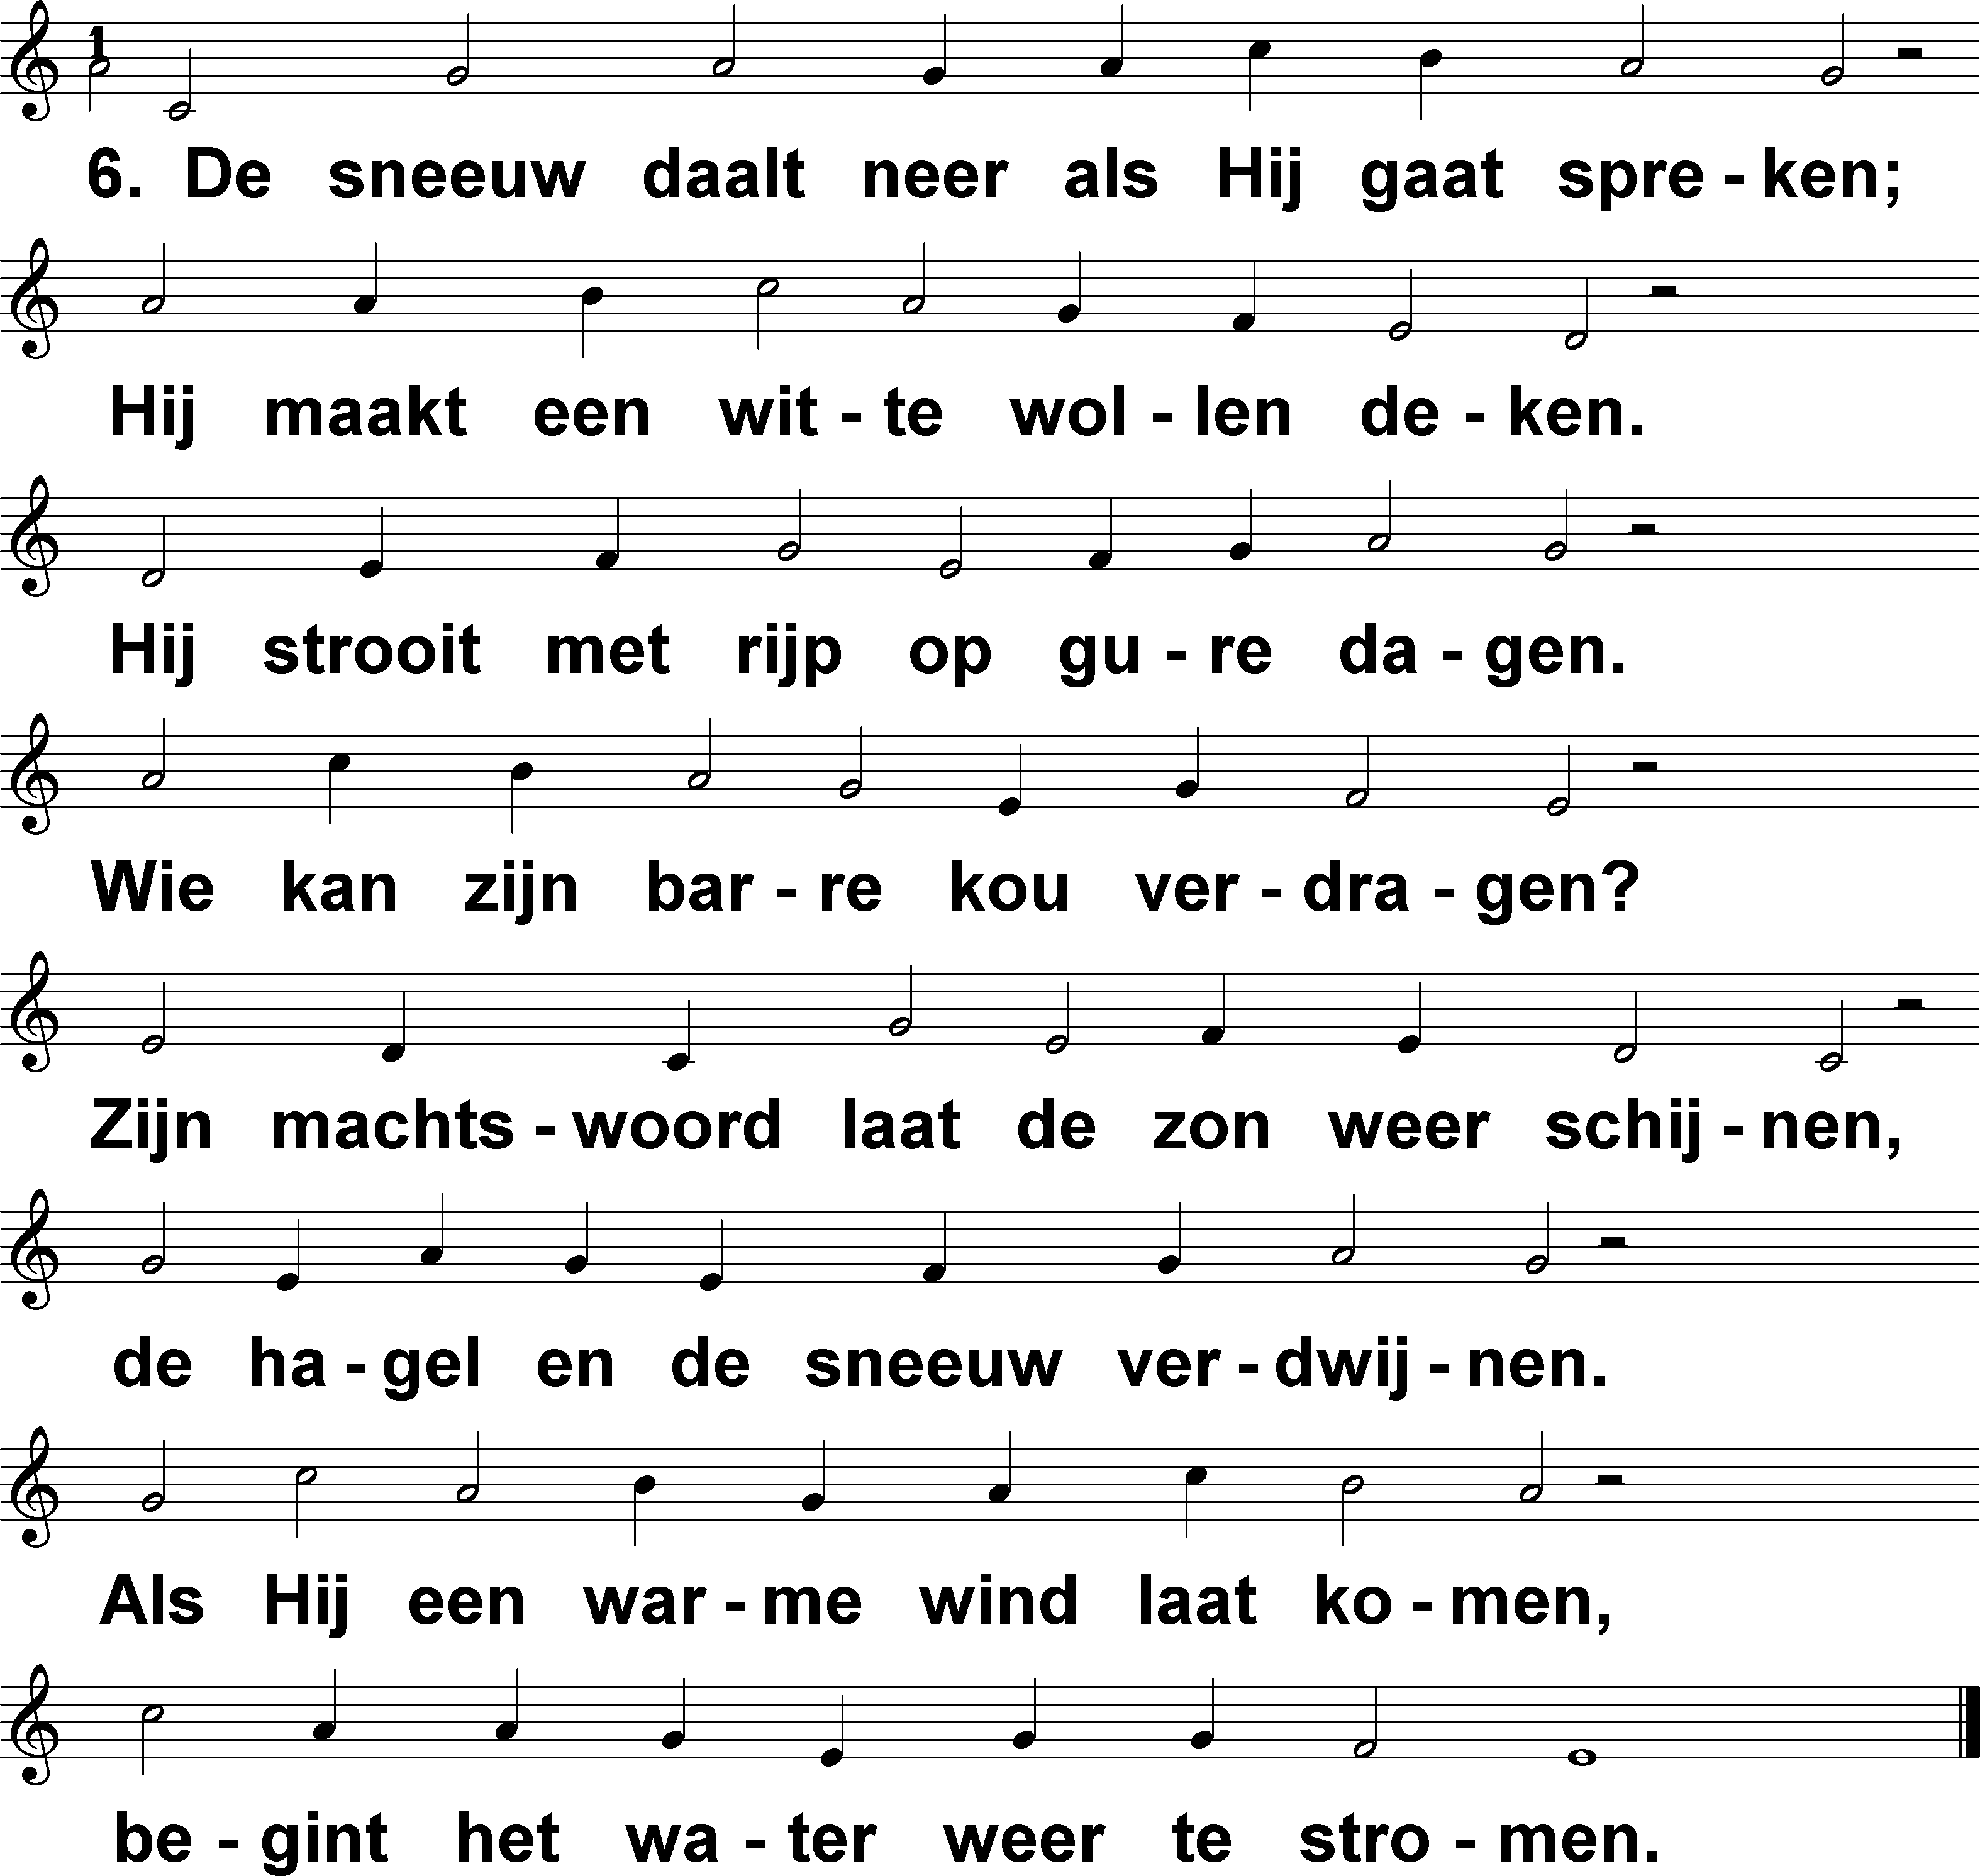 1
6. De sneeuw daalt neer als Hij gaat spre - ken;
Hij maakt een wit - te wol - len de - ken.
Hij strooit met rijp op gu - re da - gen.
Wie kan zijn bar - re kou ver - dra - gen?
Zijn machts - woord laat de zon weer schij - nen,
de ha - gel en de sneeuw ver - dwij - nen.
Als Hij een war - me wind laat ko - men,
be - gint het wa - ter weer te stro - men.